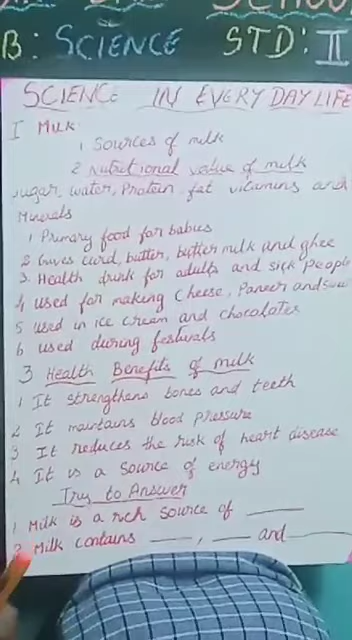 SCHOOL
B: SCIENCE STD: II
SCIENCE IN EVERY DAY LIFE
I Milk
1 Sources of milk
2 Nutritional value of milk
sugar, water, Protein, fat vitamins and
Minerals
1 Primary food for babies
2 Gives curd, butter, butter milk and ghee
3. Health drink for adults and sick people
4 used for making cheese, Paneer and
5 used in ice cream and chocolates
6 used during festivals
3 Health Benefits of milk
1 It strengthens bones and teeth
2 It maintains blood pressure
3 It reduces the risk of heart disease
4 It is a source of energy
Try to Answer
1 Milk is a rich source of ______
2 Milk contains ____, ____ and ____